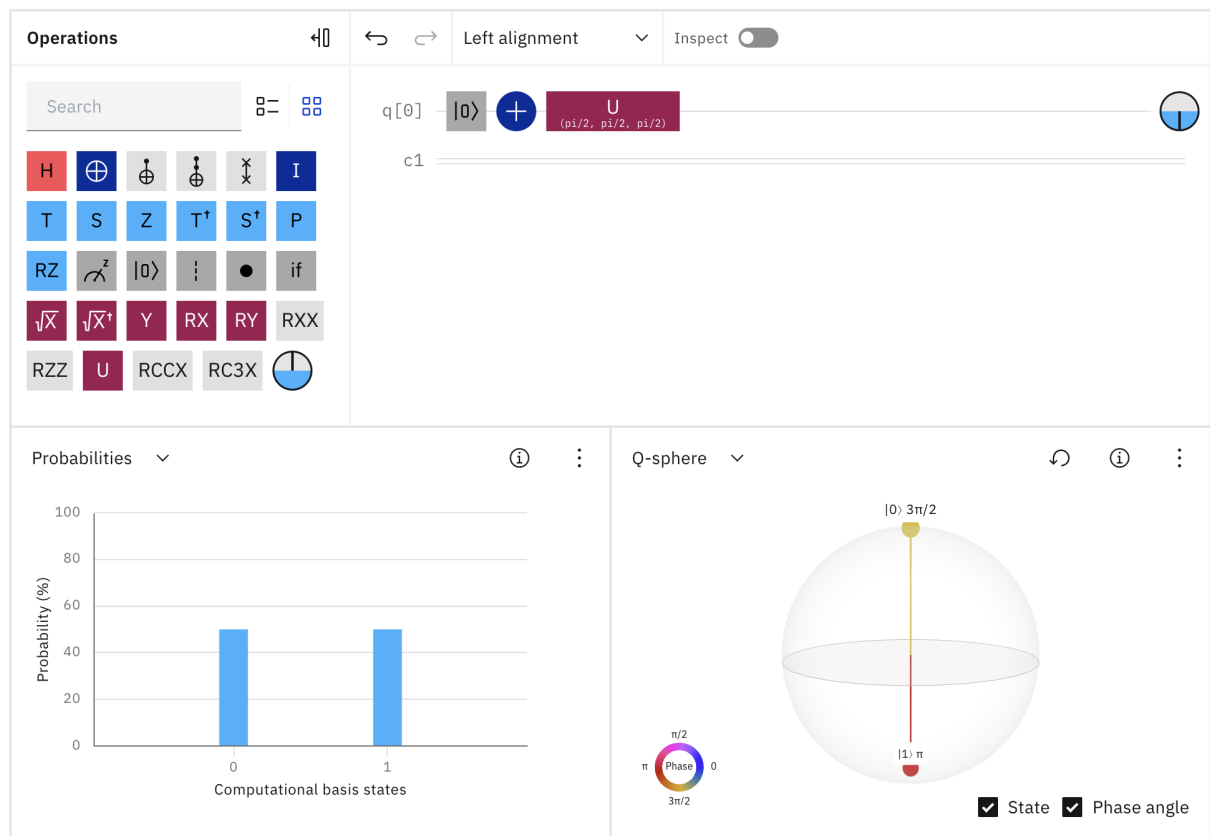 Operations
Left alignment
Inspect
Search
q[0] |0⟩ U
(pi/2, pi/2, pi/2)
c1
H I
T S Z T† S† P
RZ z |0⟩ if
√X √X† Y RX RY RXX
RZZ U RCCX RC3X
Probabilities
Q-sphere
100
80
60
40
20
0
Probability (%)
0 1
Computational basis states
|0⟩ 3π/2
|1⟩ π
π/2
π Phase 0
3π/2
State Phase angle